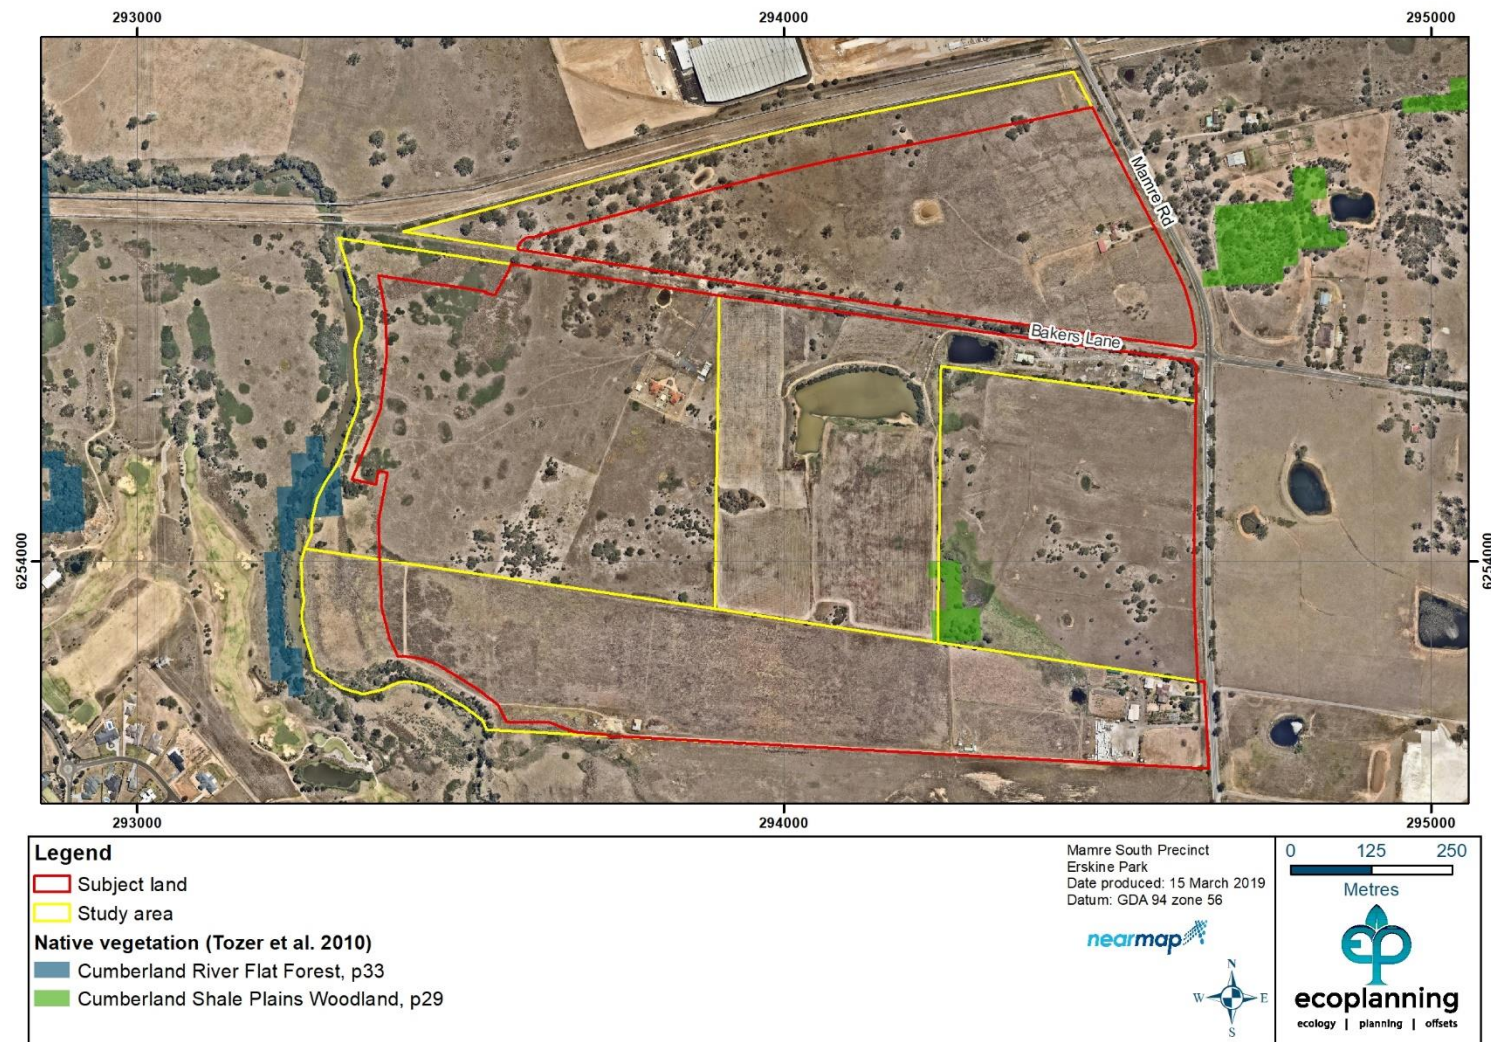 293000
294000
295000
Mamre Rd
Bakers Lane
6254000
6254000
293000
294000
295000
Legend
Subject land
Study area
Native vegetation (Tozer et al. 2010)
Cumberland River Flat Forest, p33
Cumberland Shale Plains Woodland, p29
Mamre South Precinct
Erskine Park
Date produced: 15 March 2019
Datum: GDA 94 zone 56
nearmap
N
W E
S
0 125 250
Metres
ep
ecoplanning
ecology | planning | offsets